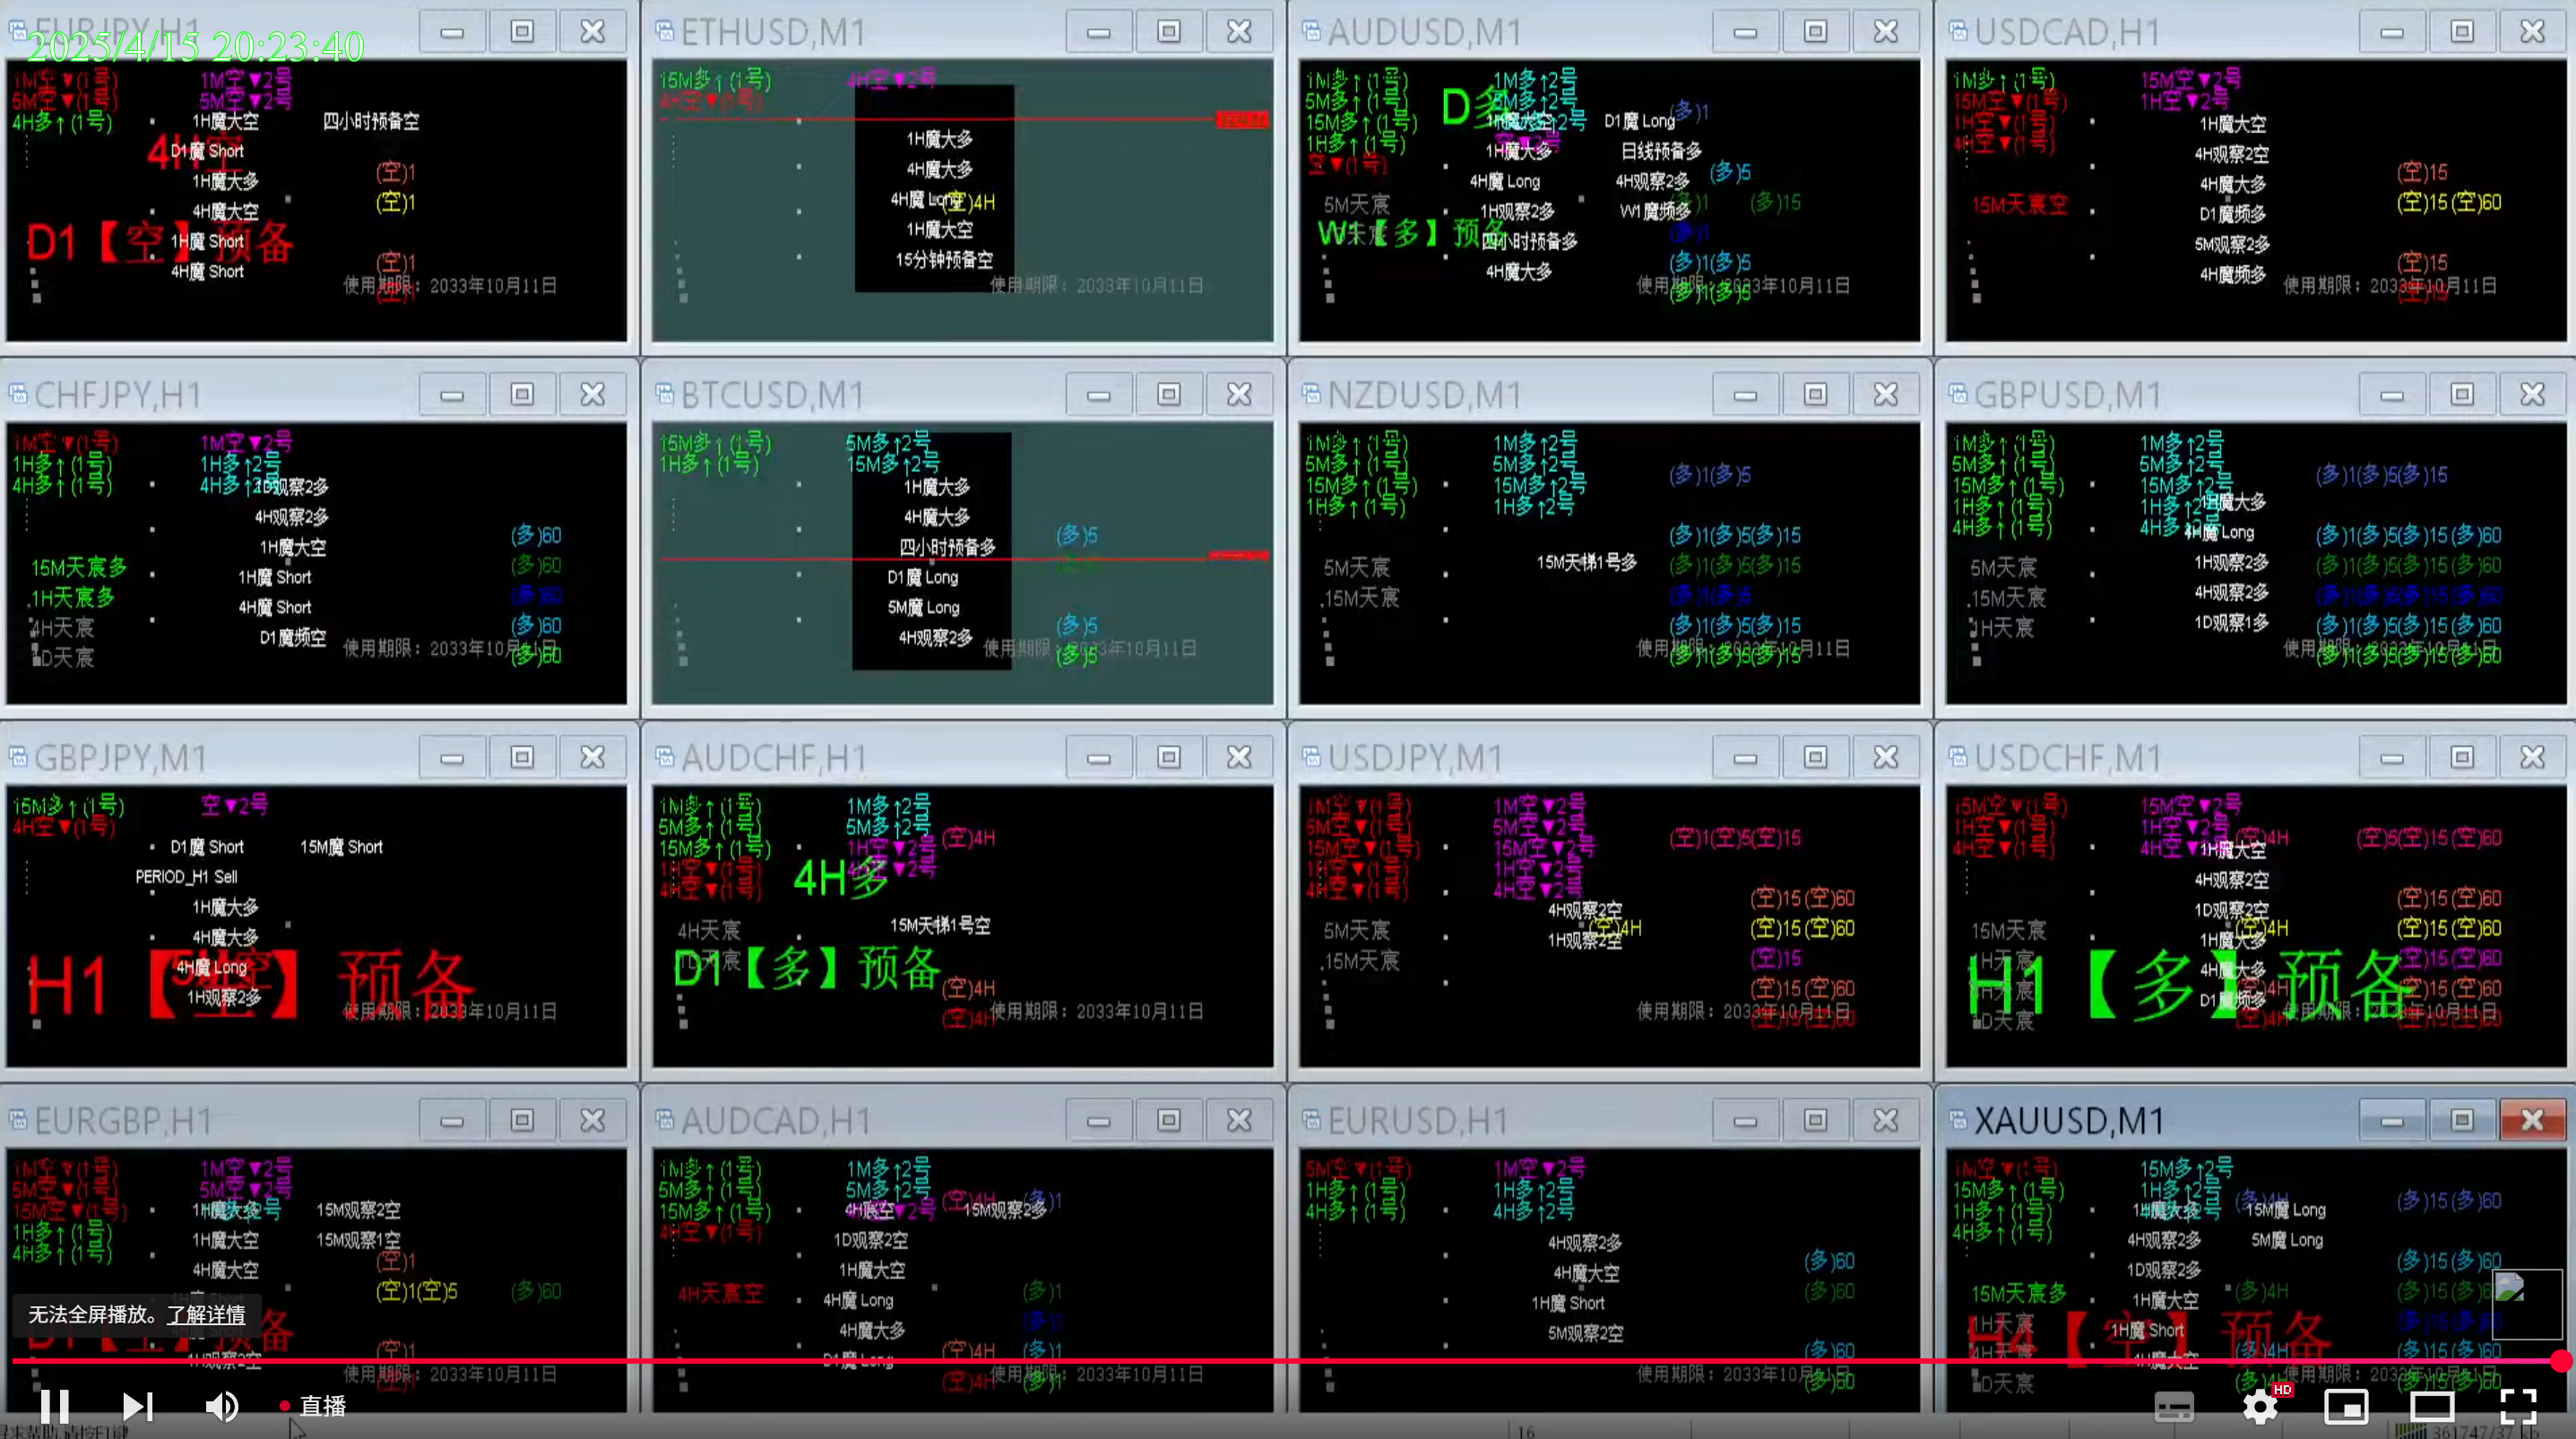 EURJPY,H1
2025/4/15 20:23:40
1M空▼(1号) 1M空▼2号
5M空▼(1号) 5M空▼2号
4H多↑(1号) 1H魔大空 四小时预备空
D1魔 Short
(空)1
1H魔大多
(空)1
4H魔大空
D1【空】预备
1H魔 Short
(空)1
4H魔 Short
使用期限：2033年10月11日
ETHUSD,M1
15M多↑(1号) 4H空▼2号
4H空▼(1号)
1H魔大多
4H魔大多
4H魔 Long (空)4H
1H魔大空
15分钟预备空
使用期限：2033年10月11日
AUDUSD,M1
1M多↑(1号) 1M多↑2号
5M多↑(1号) 5M多↑2号
15M多↑(1号) D1魔 Long (多)1
1H多↑(1号)
空▼(1号) 1H魔大多 日线预备多
4H魔 Long 4H观察2多 (多)5
5M天宸 1H观察2多 W1魔频多 (多)15
W1【多】预备 四小时预备多
(多)1(多)5
4H魔大多
使用期限：2033年10月11日
(多)1(多)5
USDCAD,H1
1M多↑(1号) 15M空▼2号
15M空▼(1号) 1H空▼2号
1H空▼(1号) 1H魔大空
4H空▼(1号) 4H观察2空
4H魔大多 (空)15
15M天宸空 D1魔频多 (空)15(空)60
5M观察2多
4H魔频多 (空)15
使用期限：2033年10月11日
CHFJPY,H1
1M空▼(1号) 1M空▼2号
1H多↑(1号) 1H多↑2号
4H多↑(1号) 4H多↑2号
4H观察2多
1H魔大空 (多)60
15M天宸多 1H魔 Short (多)60
1H天宸多 4H魔 Short (多)60
4H天宸 D1魔频空 (多)60
1D天宸 使用期限：2033年10月11日
(多)60
BTCUSD,M1
15M多↑(1号) 5M多↑2号
1H多↑(1号) 15M多↑2号
1H魔大多
4H魔大多
四小时预备多 (多)5
D1魔 Long
5M魔 Long
4H观察2多 (多)5
使用期限：2033年10月11日
(多)5
NZDUSD,M1
1M多↑(1号) 1M多↑2号
5M多↑(1号) 5M多↑2号 (多)1(多)5
15M多↑(1号) 15M多↑2号
1H多↑(1号) 1H多↑2号
(多)1(多)5(多)15
5M天宸 15M天梯1号多 (多)1(多)5(多)15
15M天宸 (多)1(多)5
(多)1(多)5(多)15
使用期限：2033年10月11日
(多)1(多)5(多)15
GBPUSD,M1
1M多↑(1号) 1M多↑2号
5M多↑(1号) 5M多↑2号 (多)1(多)5(多)15
15M多↑(1号) 15M多↑2号
1H多↑(1号) 1H多↑2号 1H魔大多
4H多↑(1号) 4H多↑2号 4H魔 Long (多)1(多)5(多)15(多)60
5M天宸 1H观察2多 (多)1(多)5(多)15(多)60
15M天宸 4H观察2多 (多)1(多)5(多)15(多)60
1H天宸 1D观察1多 (多)1(多)5(多)15(多)60
使用期限：2033年10月11日
(多)1(多)5(多)15(多)60
GBPJPY,M1
15M多↑(1号) 空▼2号
4H空▼(1号)
D1魔 Short 15M魔 Short
PERIOD_H1 Sell
1H魔大多
4H魔大多
4H魔 Long
H1【空】预备
1H观察2多
使用期限：2033年10月11日
AUDCHF,H1
1M多↑(1号) 1M多↑2号
5M多↑(1号) 5M多↑2号
15M多↑(1号) 1H空▼2号 (空)4H
1H空▼(1号) 4H空▼2号
4H空▼(1号) 4H多
4H天宸 15M天梯1号空
D1【多】预备
(空)4H
(空)4H 使用期限：2033年10月11日
USDJPY,M1
1M空▼(1号) 1M空▼2号
5M空▼(1号) 5M空▼2号
15M空▼(1号) 15M空▼2号 (空)1(空)5(空)15
1H空▼(1号) 1H空▼2号
4H空▼(1号) 4H空▼2号
4H观察2空 (空)15(空)60
5M天宸 (空)4H (空)15(空)60
1H观察2空
15M天宸 (空)15
(空)15(空)60
使用期限：2033年10月11日
USDCHF,M1
15M空▼(1号) 15M空▼2号
1H空▼(1号) 1H空▼2号
4H空▼(1号) 4H空▼2号 (空)4H (空)5(空)15(空)60
1H魔大空
4H观察2空 (空)15(空)60
1D观察2空
15M天宸 (空)4H (空)15(空)60
1H魔大多
1H天宸 4H魔大多 (空)15(空)60
H1【多】预备
D1魔频多 (空)15(空)60
1D天宸 使用期限：2033年10月11日
EURGBP,H1
1M空▼(1号) 1M空▼2号
5M空▼(1号) 5M空▼2号
15M空▼(1号) 1H魔大多 15M观察2空
1H多↑(1号) 1H魔大空 15M观察1空
4H多↑(1号) 4H魔大空 (空)1
(空)1(空)5 (多)60
无法全屏播放。了解详情
D1【空】预备
1H观察2空 (空)1
使用期限：2033年10月11日
AUDCAD,H1
1M多↑(1号) 1M多↑2号
5M多↑(1号) 5M多↑2号
15M多↑(1号) (空)4H (多)1 15M观察2多
4H空▼(1号) 1D观察2空
1H魔大空
4H天宸空 4H魔 Long (多)1
4H魔大多
D1魔 Long (空)4H (多)1
(空)4H (多)1 使用期限：2033年10月11日
EURUSD,H1
5M空▼(1号) 1M空▼2号
1H多↑(1号) 1H多↑2号
4H多↑(1号) 4H多↑2号
4H观察2多 (多)60
4H魔大空
1H魔 Short (多)60
5M观察2空
(多)60
使用期限：2033年10月11日
(多)60
XAUUSD,M1
1M空▼(1号) 15M多↑2号
15M多↑(1号) 1H多↑2号
1H多↑(1号) (多)4H 15M魔 Long (多)15(多)60
4H多↑(1号) 4H观察2多 5M魔 Long
1D观察2多 (多)15(多)60
15M天宸多 1H魔大空 (多)4H
1H天宸 1H魔 Short
H4【空】预备
4H天宸 4H魔大空 (多)4H (多)15(多)60
使用期限：2033年10月11日
直播
HD
16
361747/37 kb